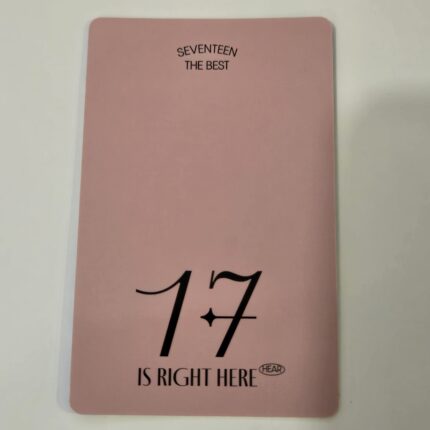 SEVENTEEN
THE BEST
17
IS RIGHT HERE HEAR